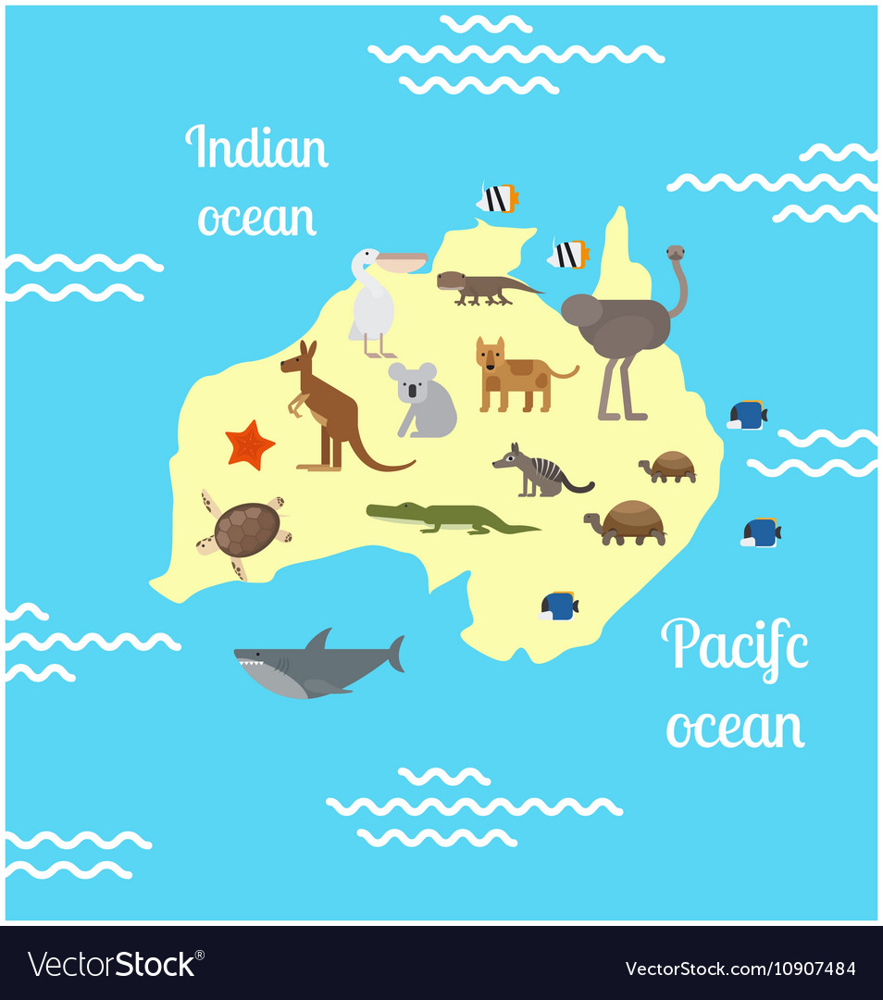 Indian
ocean
Pacifc
ocean
VectorStock®
VectorStock.com/10907484